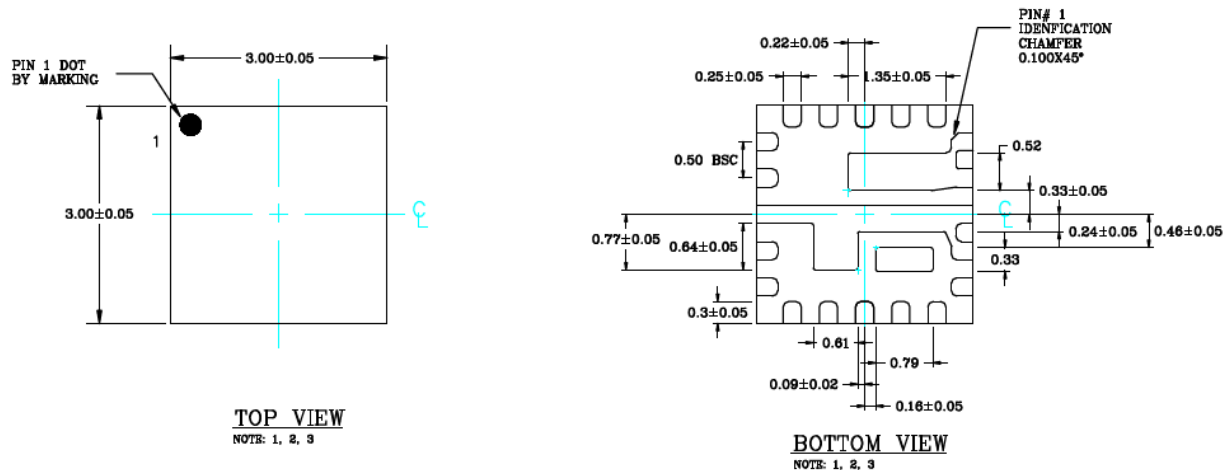 PIN 1 DOT
BY MARKING
3.00±0.05
1
3.00±0.05
CL
TOP VIEW
NOTE: 1, 2, 3
PIN# 1
IDENFICATION
CHAMFER
0.100X45°
0.22±0.05
0.25±0.05
1.35±0.05
0.50 BSC
0.52
0.33±0.05
CL
0.77±0.05
0.64±0.05
0.24±0.05
0.46±0.05
0.33
0.3±0.05
0.61
0.79
0.09±0.02
0.16±0.05
BOTTOM VIEW
NOTE: 1, 2, 3